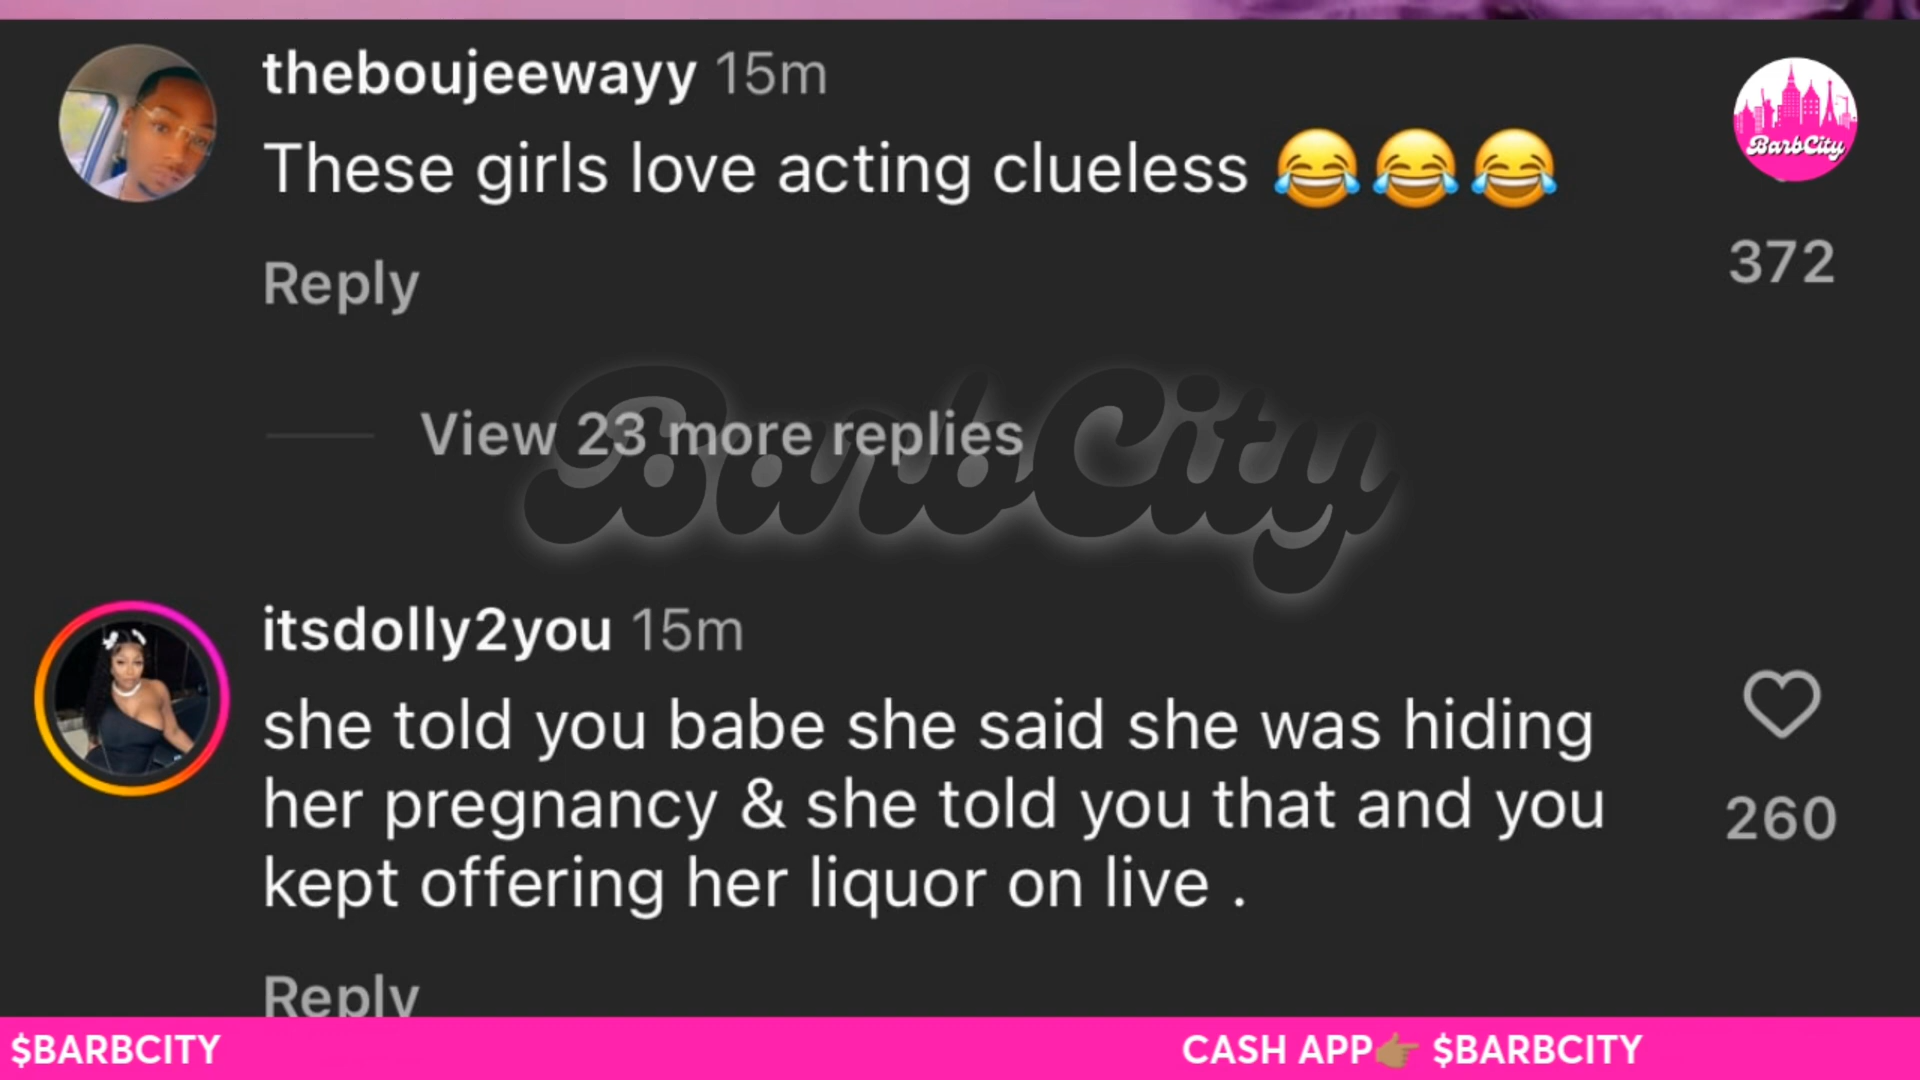 theboujeewayy 15m
These girls love acting clueless 😂😂😂
BarbCity
372
Reply
View 23 more replies
BarbCity
itsdolly2you 15m
she told you babe she said she was hiding
her pregnancy & she told you that and you
kept offering her liquor on live .
260
Reply
$BARBCITY
CASH APP👉🏽 $BARBCITY